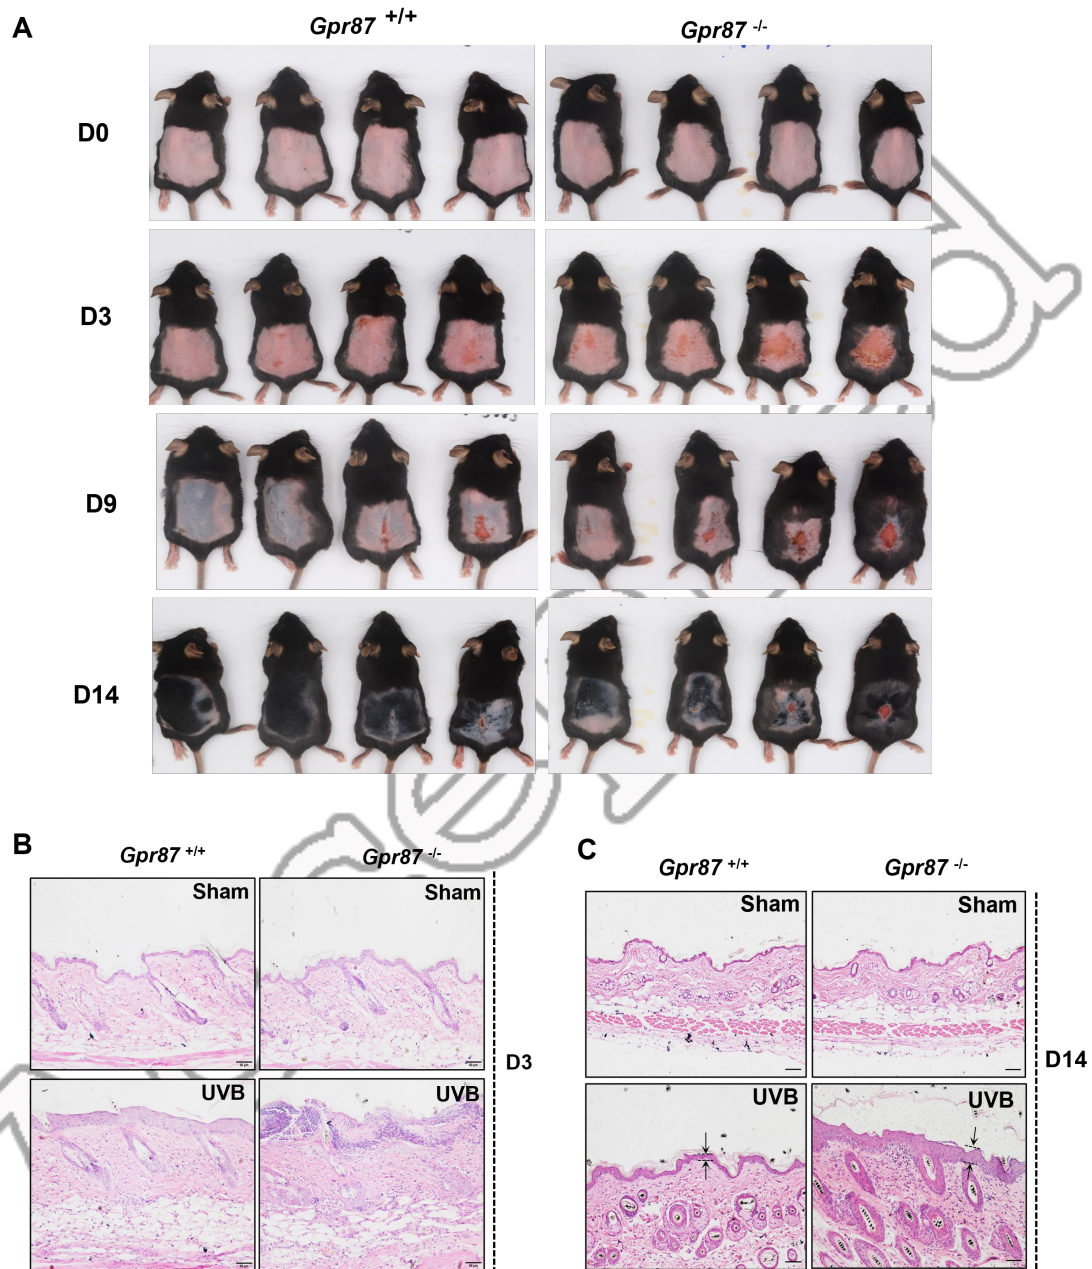 A
Gpr87 +/+
Gpr87 -/-
D0
D3
D9
D14
B
Gpr87 +/+
Gpr87 -/-
Sham
Sham
UVB
UVB
D3
C
Gpr87 +/+
Gpr87 -/-
Sham
Sham
UVB
UVB
D14